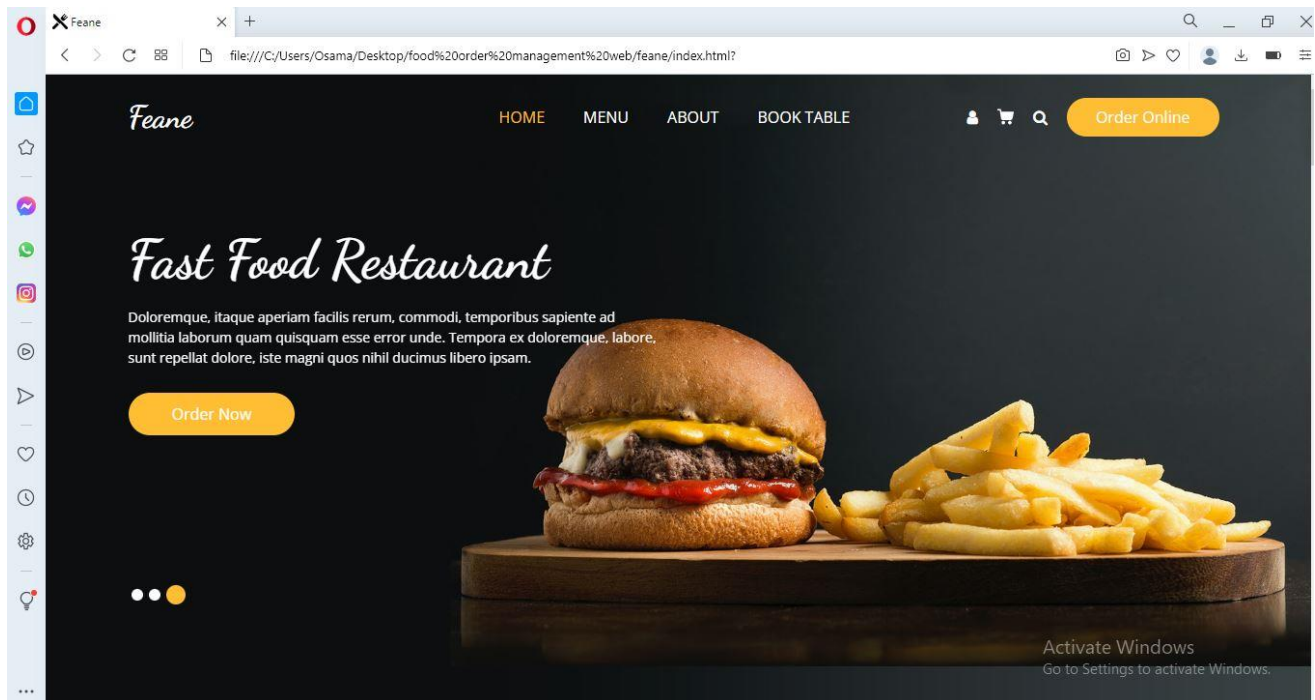 Feane
file:///C:/Users/Osama/Desktop/food%20order%20management%20web/feane/index.html?
Feane
HOME MENU ABOUT BOOK TABLE
Order Online
Fast Food Restaurant
Doloremque, itaque aperiam facilis rerum, commodi, temporibus sapiente ad
mollitia laborum quam quisquam esse error unde. Tempora ex doloremque, labore,
sunt repellat dolore, iste magni quos nihil ducimus libero ipsam.
Order Now
Activate Windows
Go to Settings to activate Windows.